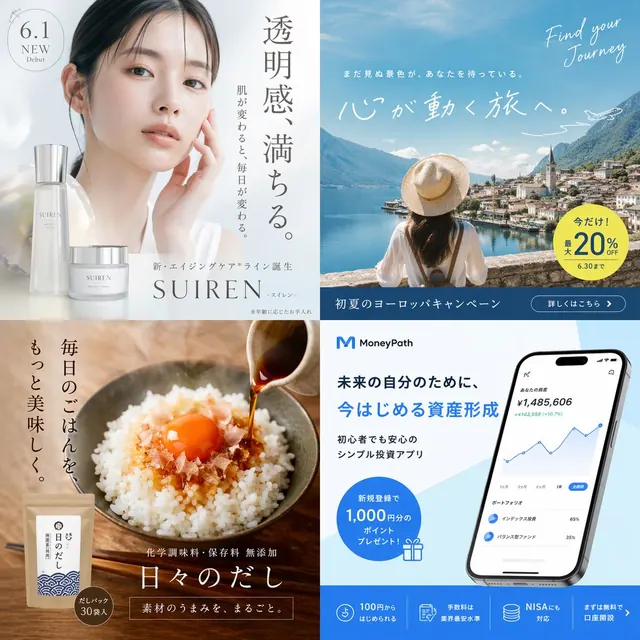 6.1
NEW
Debut
透明感、満ちる。
肌が変わると、毎日が変わる。
SUIREN
SUIREN
新・エイジングケア※ライン誕生
SUIREN -スイレン-
※年齢に応じたお手入れ
Find your
Journey
まだ見ぬ景色が、あなたを待っている。
心が動く旅へ。
今だけ!
最大20%OFF
6.30まで
初夏のヨーロッパキャンペーン
詳しくはこちら
毎日のごはんを、
もっと美味しく。
日のだし
だしパック
30袋入
化学調味料・保存料 無添加
日々のだし
素材のうまみを、まるごと。
MoneyPath
未来の自分のために、
今はじめる資産形成
初心者でも安心の
シンプル投資アプリ
新規登録で
1,000円分の
ポイント
プレゼント!
あなたの資産
¥1,485,606
ポートフォリオ
インデックス投資 65%
バランス型ファンド 35%
100円から
はじめられる
手数料は
業界最安水準
NISAにも
対応
まずは無料で
口座開設